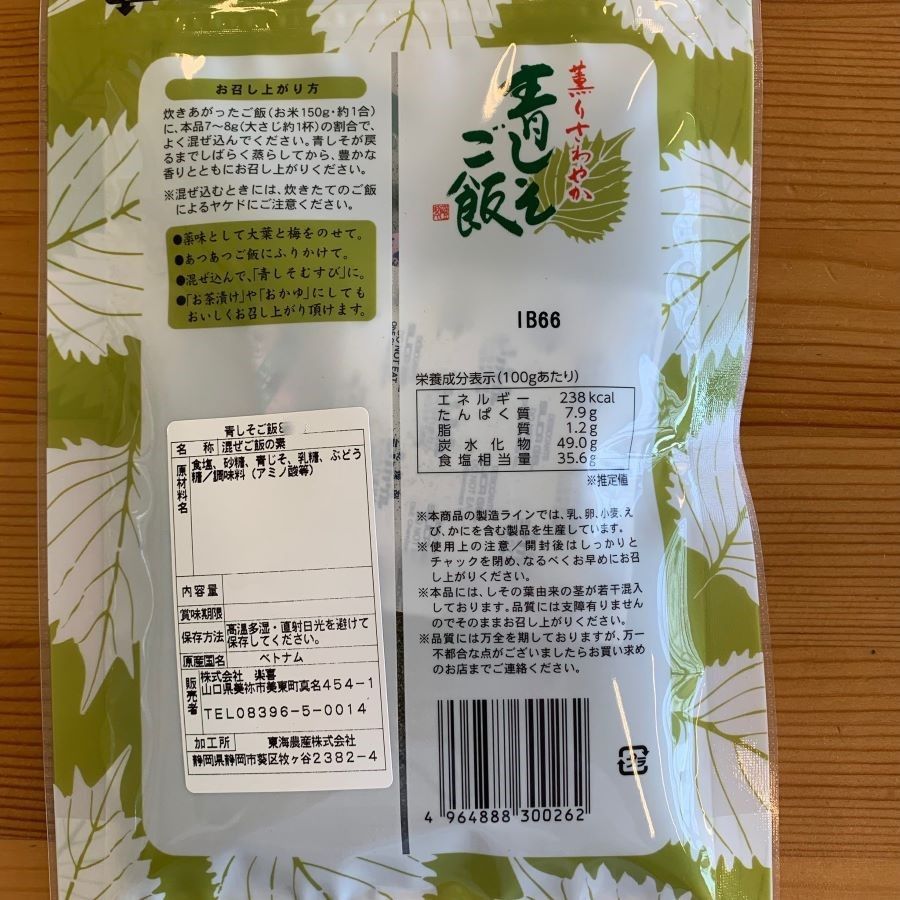 お召し上がり方
炊きあがったご飯(お米150g・約1合)
に、本品7〜8g(大さじ約1杯)の割合で、
よく混ぜ込んでください。青しそが戻
るまでしばらく蒸らしてから、豊かな
香りとともにお召し上がりください。
※混ぜ込むときには、炊きたてのご飯
によるヤケドにご注意ください。
●薬味として大葉と梅をのせて。
●あつあつご飯にふりかけて。
●混ぜ込んで、「青しそむすび」に。
●「お茶漬け」や「おかゆ」にしても
おいしくお召し上がり頂けます。
青しそご飯
名称 混ぜご飯の素
原材料名 食塩、砂糖、青じそ、乳糖、ぶどう
糖/調味料(アミノ酸等)
内容量
賞味期限
保存方法 高温多湿・直射日光を避けて
保存してください。
原産国名 ベトナム
販売者 株式会社 楽喜
山口県美祢市美東町真名454-1
TEL08396-5-0014
加工所 東海農産株式会社
静岡県静岡市葵区牧ヶ谷2382-4
薫りさわやか
青しそ
ご飯
IB66
栄養成分表示(100gあたり)
エネルギー 238kcal
たんぱく質 7.9g
脂質 1.2g
炭水化物 49.0g
食塩相当量 35.6g
※推定値
※本商品の製造ラインでは、乳、卵、小麦、え
び、かにを含む製品を生産しています。
※使用上の注意/開封後はしっかりと
チャックを閉め、なるべくお早めにお召
し上がりください。
※本品には、しその葉由来の茎が若干混入
しております。品質には支障有りません
のでそのままお召し上がりください。
※品質には万全を期しておりますが、万一
不都合な点がございましたらお買い求め
のお店までご連絡ください。
4 964888 300262